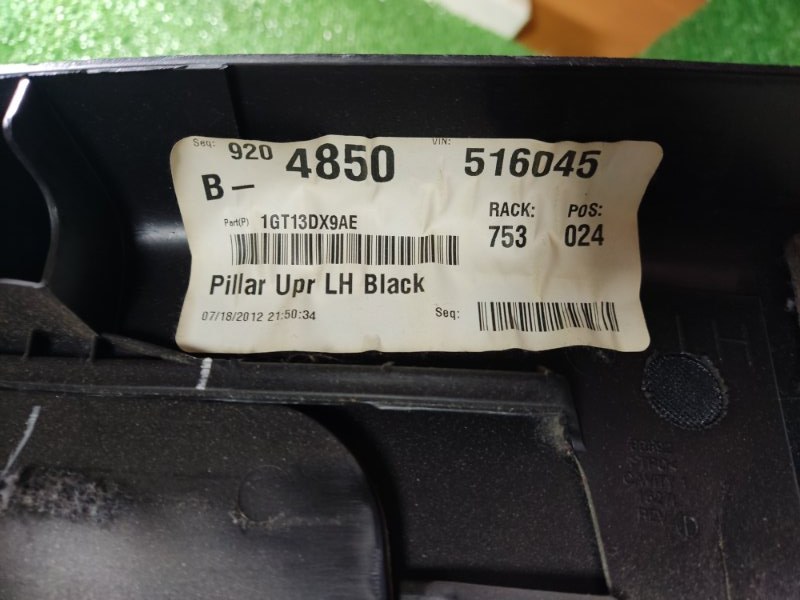 Seq: 920 4850 VIN: 516045
B-
Part(P) 1GT13DX9AE
RACK: POS:
753 024
Pillar Upr LH Black
07/18/2012 21:50:34 Seq: